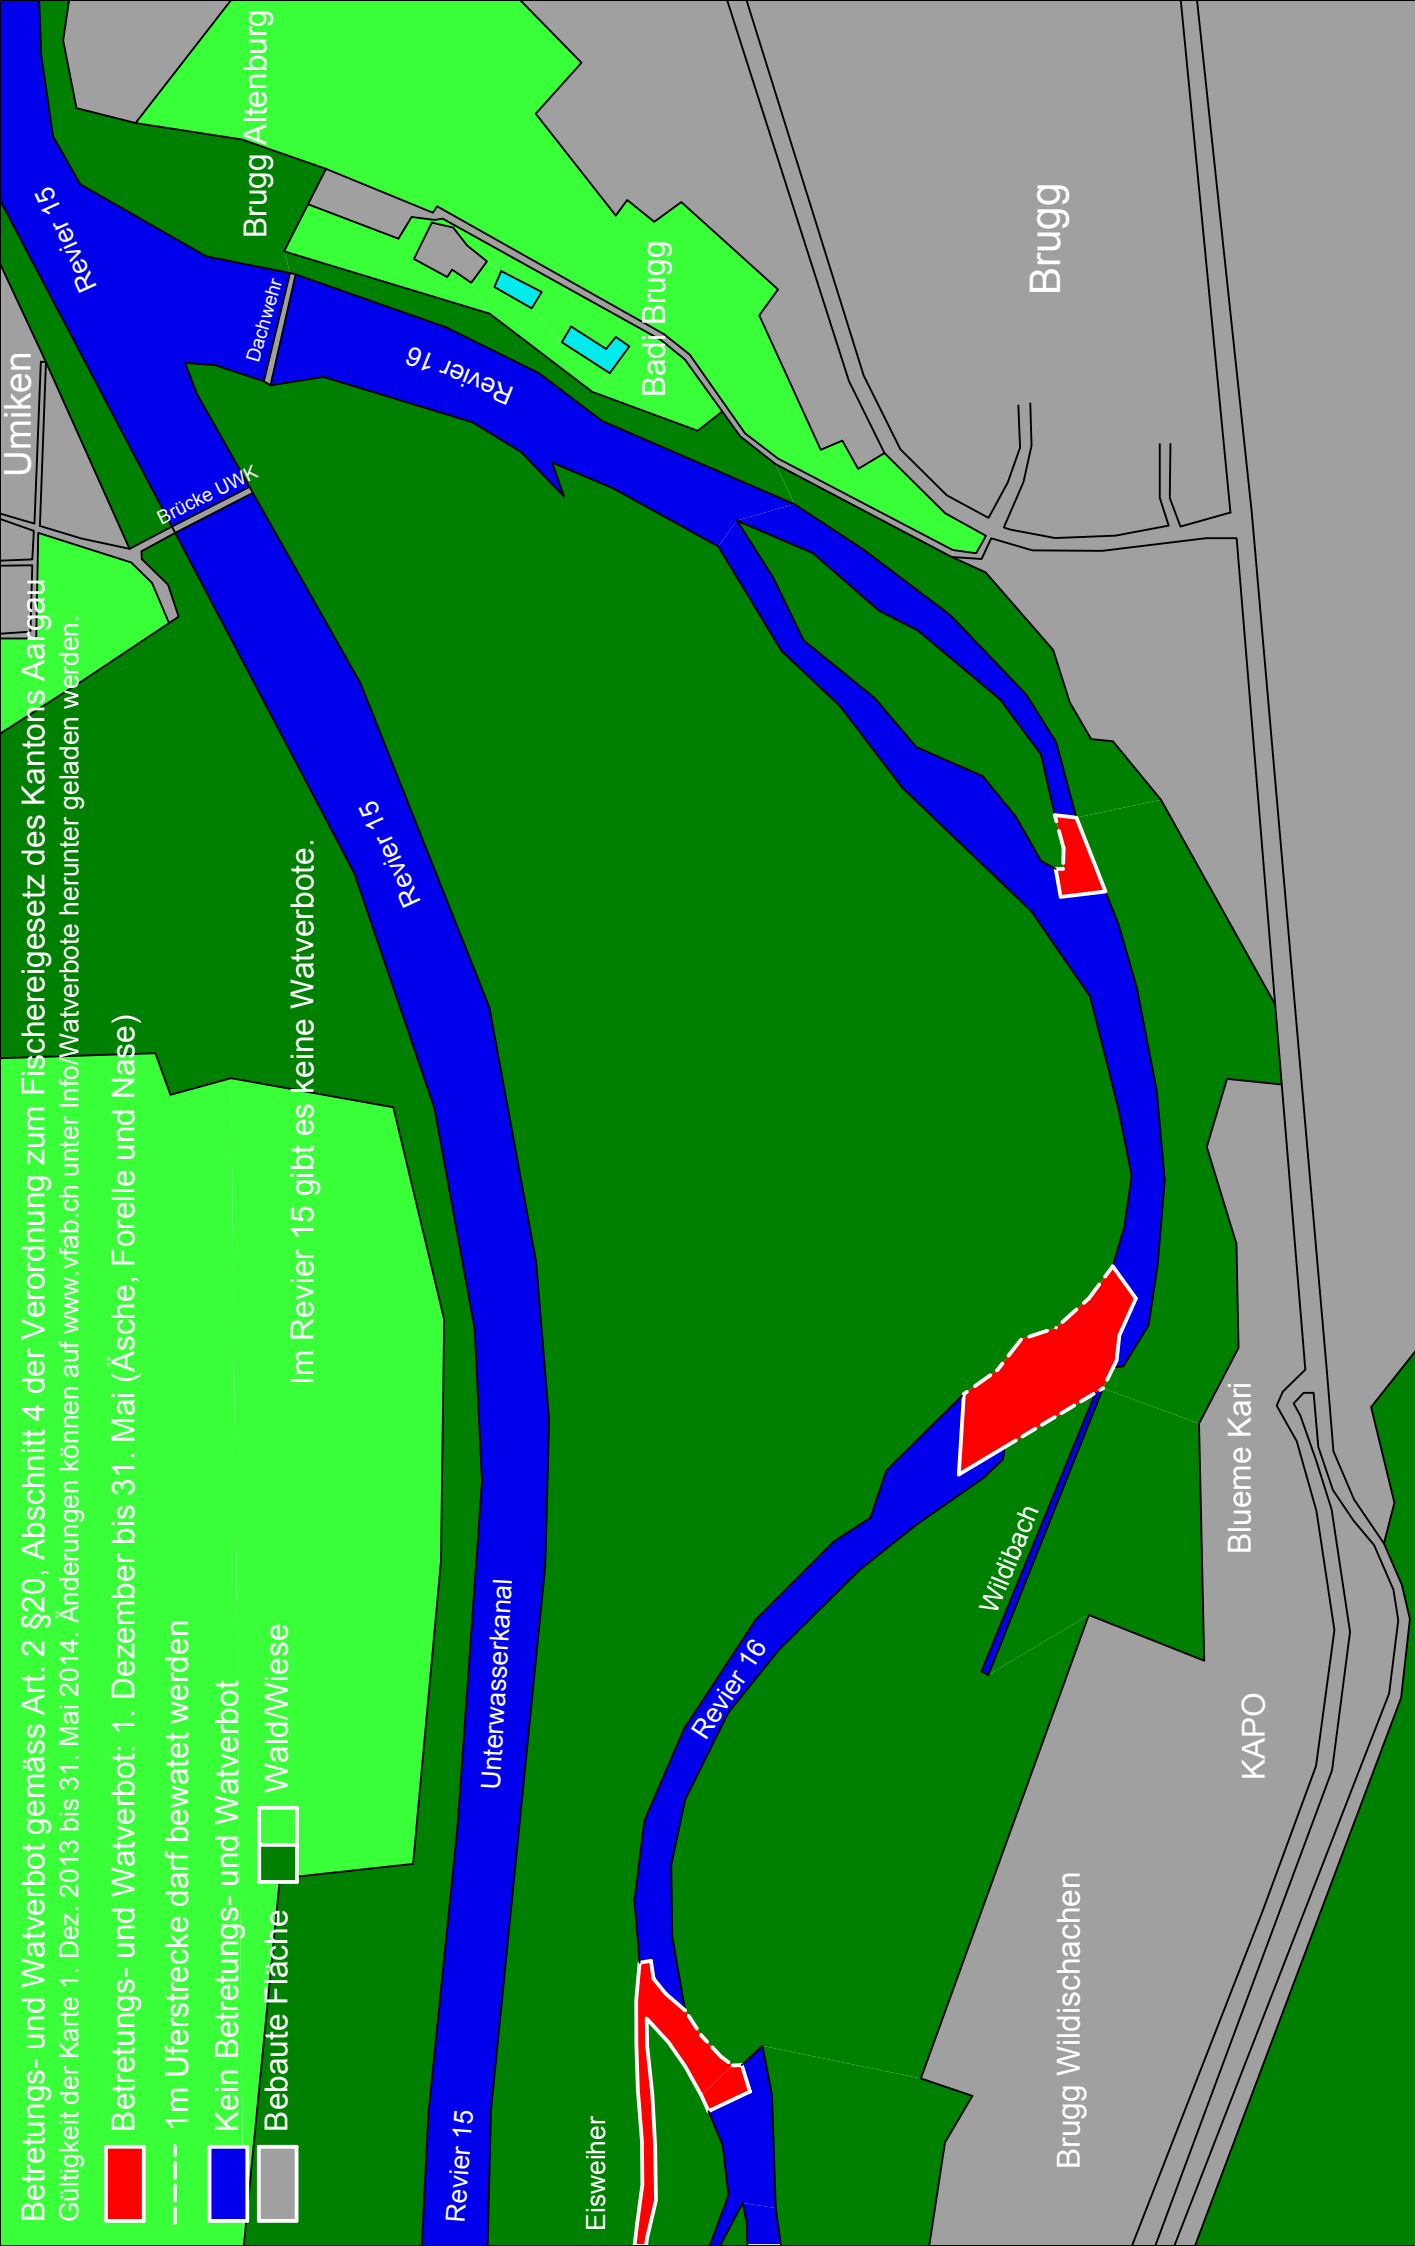 Betretungs- und Watverbot gemäss Art. 2 §20, Abschnitt 4 der Verordnung zum Fischereigesetz des Kantons Aargau
Gültigkeit der Karte 1. Dez. 2013 bis 31. Mai 2014. Änderungen können auf www.vfab.ch unter Info/Watverbote herunter geladen werden.
Betretungs- und Watverbot: 1. Dezember bis 31. Mai (Äsche, Forelle und Nase)
1m Uferstrecke darf bewatet werden
Kein Betretungs- und Watverbot
Bebaute Fläche
Wald/Wiese
Im Revier 15 gibt es keine Watverbote.
Umiken
Revier 15
Brugg Altenburg
Dachwehr
Brücke UWK
Revier 16
Badi Brugg
Brugg
Revier 15
Unterwasserkanal
Revier 15
Revier 16
Wildibach
Blueme Kari
KAPO
Eisweiher
Brugg Wildischachen